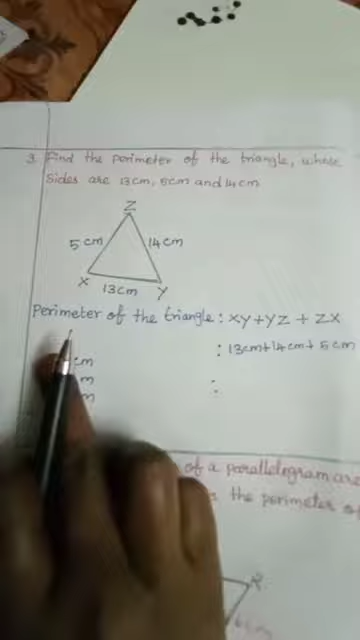 3. Find the perimeter of the triangle, whose
sides are 13cm, 5cm and 14cm
Z
5 cm
14 cm
X
13cm
Y
Perimeter of the triangle : XY+YZ + ZX
: 13cm+14cm+ 5cm
cm
m
:
m
of a parallelogram are
the perimeter of
R